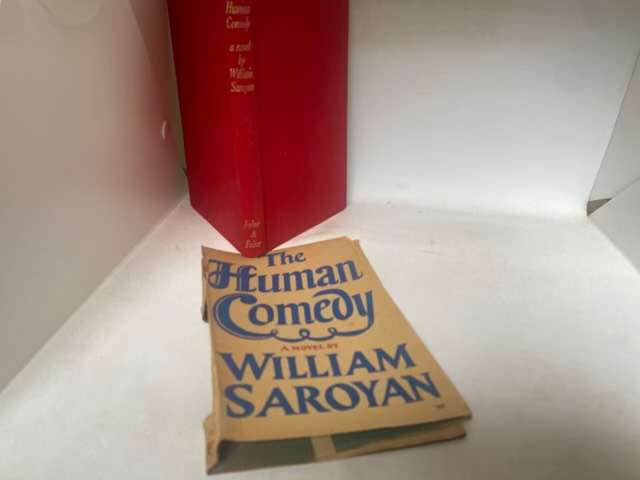 Human
Comedy
a novel
by
William
Saroyan
Faber
&
Faber
The
Human
Comedy
A NOVEL BY
WILLIAM
SAROYAN